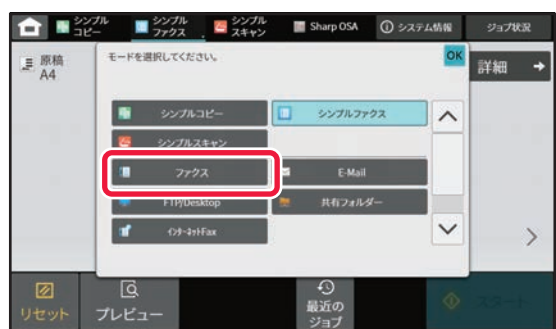 シンプル
コピー
シンプル
ファクス
シンプル
スキャン
Sharp OSA
システム情報
ジョブ状況
原稿
A4
モードを選択してください。
OK
詳細
シンプルコピー
シンプルファクス
シンプルスキャン
ファクス
E-Mail
FTP/Desktop
共有フォルダー
インターネットFax
リセット
プレビュー
最近の
ジョブ
スタート